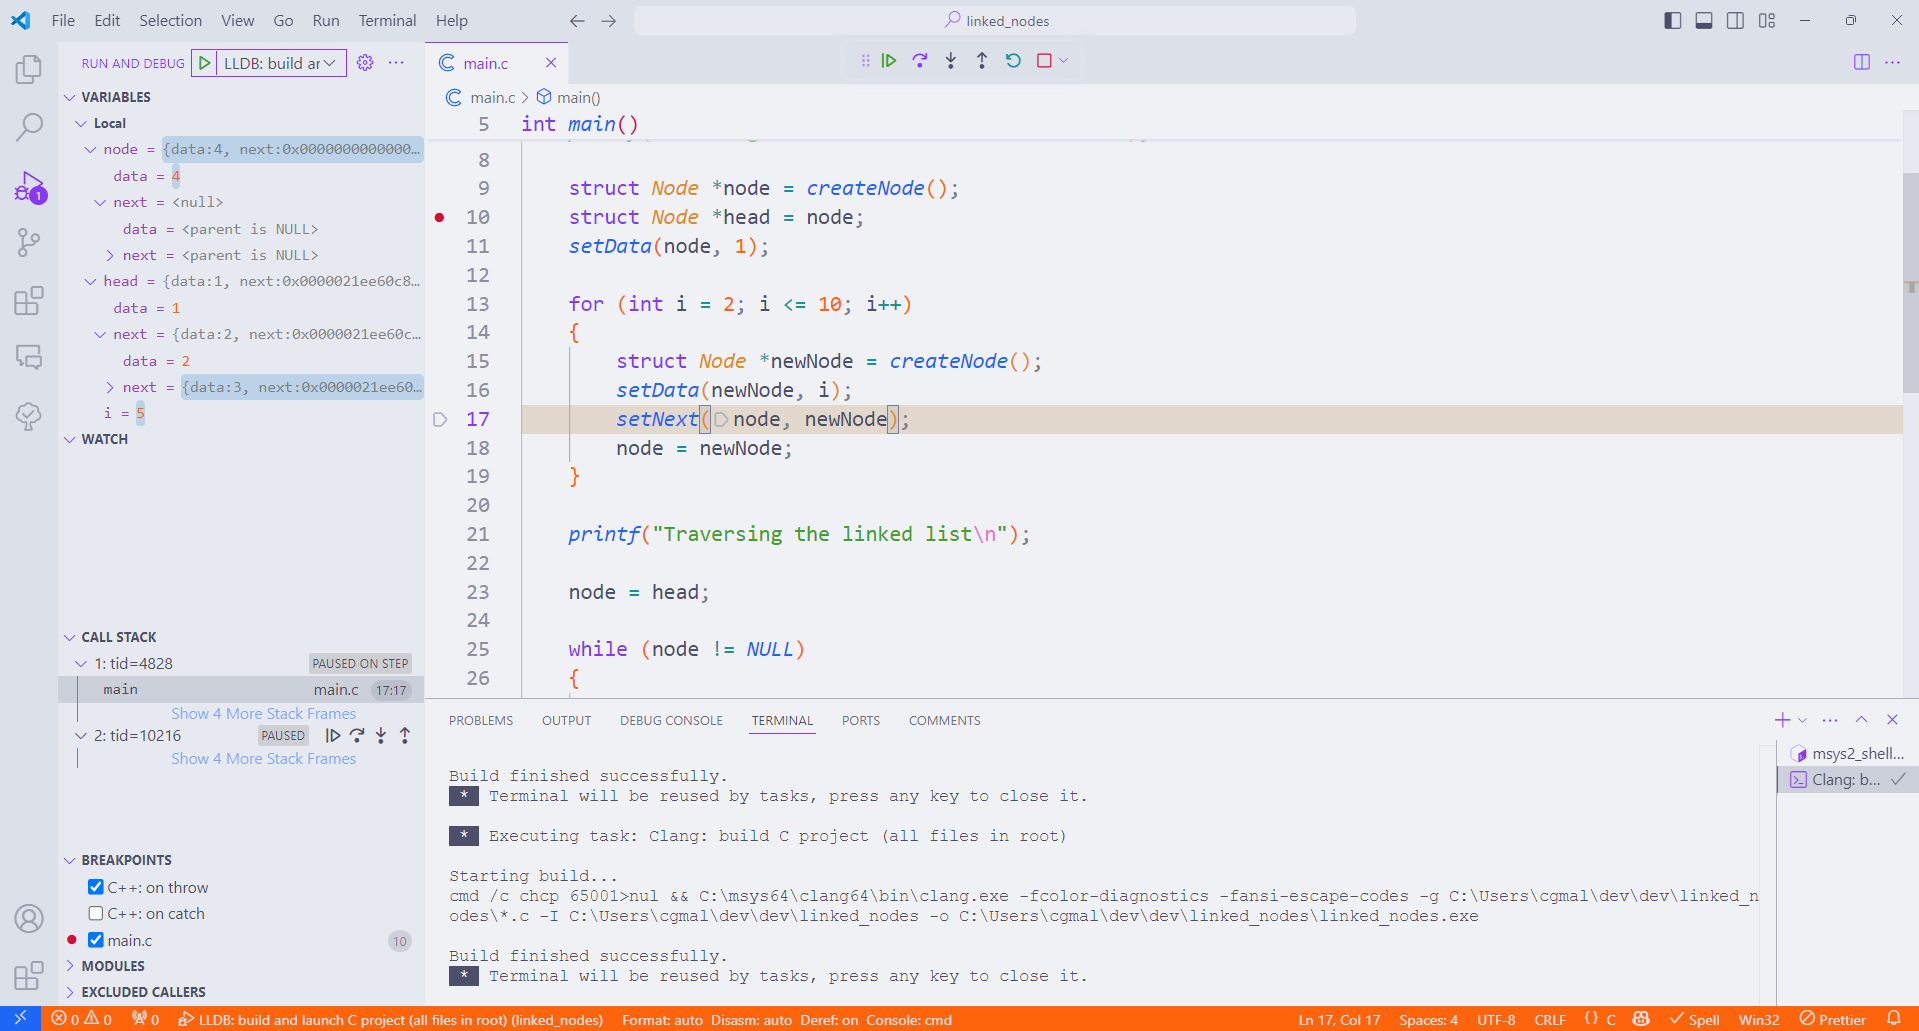 File Edit Selection View Go Run Terminal Help linked_nodes
RUN AND DEBUG LLDB: build ar
VARIABLES
Local
node = {data:4, next:0x0000000000000...
data = 4
next = <null>
data = <parent is NULL>
next = <parent is NULL>
head = {data:1, next:0x0000021ee60c8...
data = 1
next = {data:2, next:0x0000021ee60c...
data = 2
next = {data:3, next:0x0000021ee60...
i = 5
WATCH
CALL STACK
1: tid=4828 PAUSED ON STEP
main main.c 17:17
Show 4 More Stack Frames
2: tid=10216 PAUSED
Show 4 More Stack Frames
BREAKPOINTS
C++: on throw
C++: on catch
main.c 10
MODULES
EXCLUDED CALLERS
1
main.c
main.c > main()
5 int main()
8
9 struct Node *node = createNode();
10 struct Node *head = node;
11 setData(node, 1);
12
13 for (int i = 2; i <= 10; i++)
14 {
15 struct Node *newNode = createNode();
16 setData(newNode, i);
17 setNext(node, newNode);
18 node = newNode;
19 }
20
21 printf("Traversing the linked list\n");
22
23 node = head;
24
25 while (node != NULL)
26 {
PROBLEMS OUTPUT DEBUG CONSOLE TERMINAL PORTS COMMENTS
Build finished successfully.
* Terminal will be reused by tasks, press any key to close it.
* Executing task: Clang: build C project (all files in root)
Starting build...
cmd /c chcp 65001>nul && C:\msys64\clang64\bin\clang.exe -fcolor-diagnostics -fansi-escape-codes -g C:\Users\cgmal\dev\dev\linked_n
odes\*.c -I C:\Users\cgmal\dev\dev\linked_nodes -o C:\Users\cgmal\dev\dev\linked_nodes\linked_nodes.exe
Build finished successfully.
* Terminal will be reused by tasks, press any key to close it.
msys2_shell...
Clang: b...
0 0 0 LLDB: build and launch C project (all files in root) (linked_nodes) Format: auto Disasm: auto Deref: on Console: cmd Ln 17, Col 17 Spaces: 4 UTF-8 CRLF {} C Spell Win32 Prettier